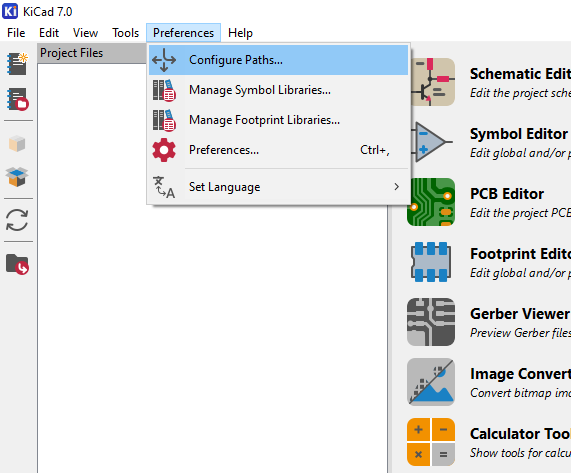 KiCad 7.0
File Edit View Tools Preferences Help
Project Files
Configure Paths...
Manage Symbol Libraries...
Manage Footprint Libraries...
Preferences... Ctrl+,
Set Language
Schematic Edi
Edit the project sche
Symbol Editor
Edit global and/or p
PCB Editor
Edit the project PCB
Footprint Edito
Edit global and/or p
Gerber Viewer
Preview Gerber files
Image Convert
Convert bitmap ima
Calculator Tool
Show tools for calcu